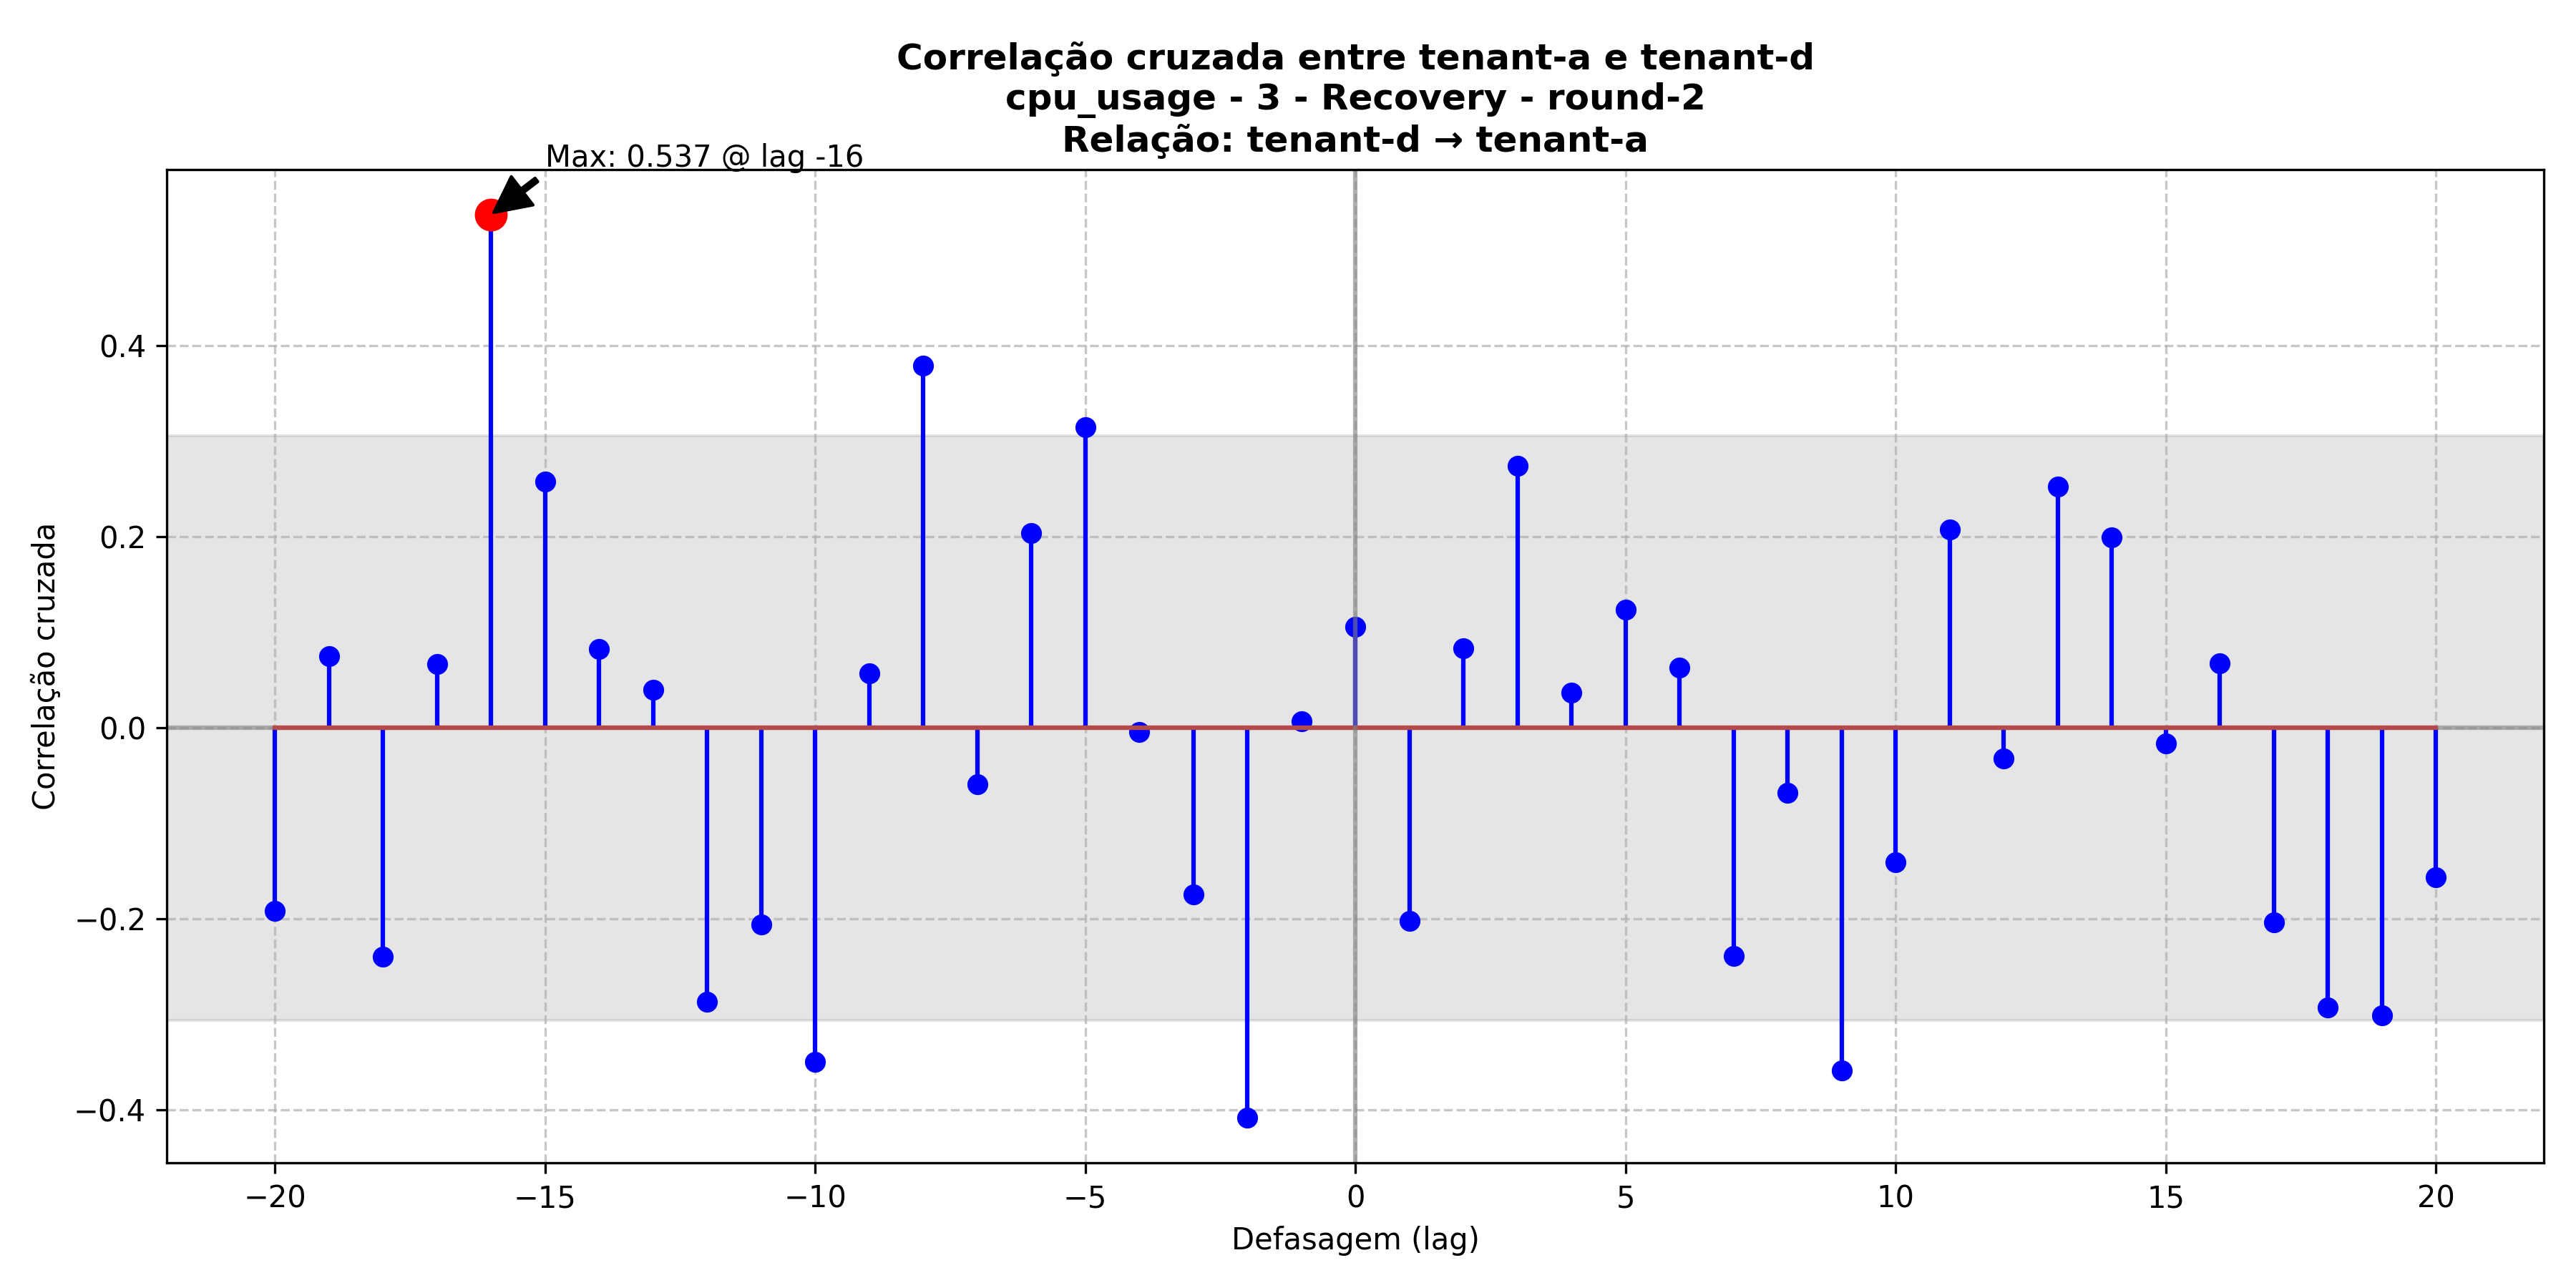 Correlação cruzada entre tenant-a e tenant-d
cpu_usage - 3 - Recovery - round-2
Relação: tenant-d → tenant-a
Max: 0.537 @ lag -16
0.4
0.2
0.0
−0.2
−0.4
Correlação cruzada
−20 −15 −10 −5 0 5 10 15 20
Defasagem (lag)